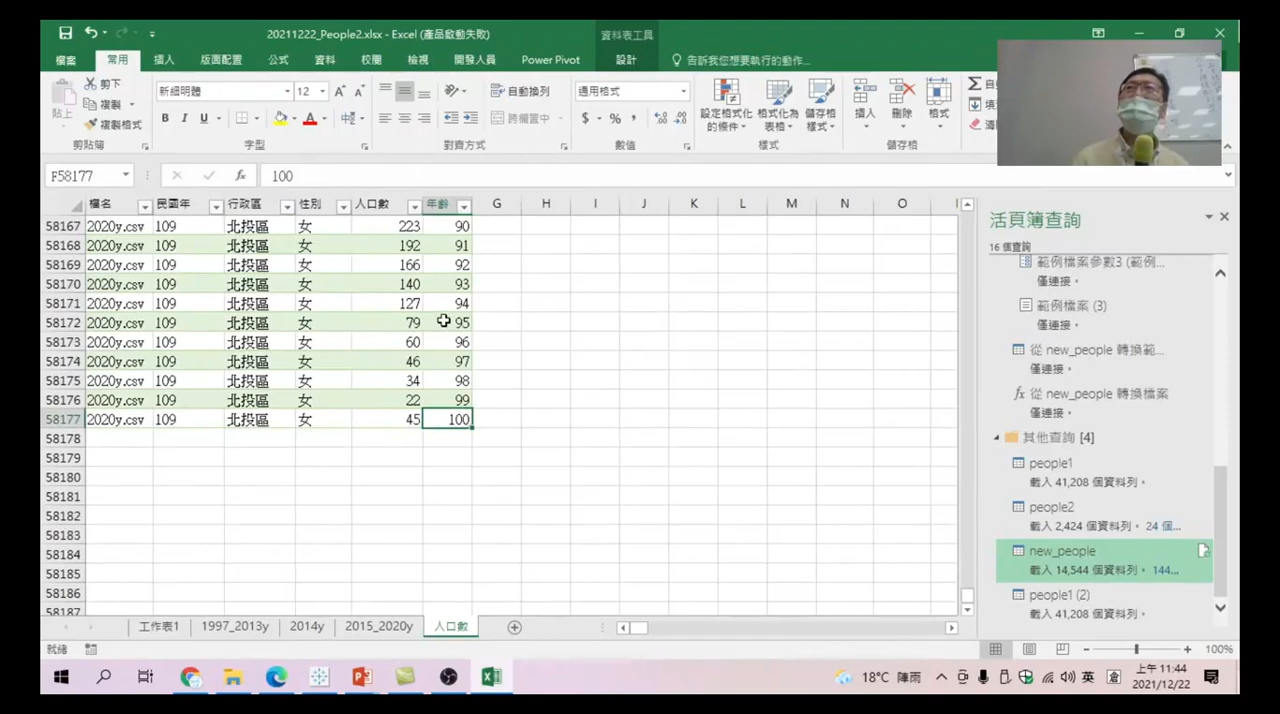 20211222_People2.xlsx - Excel (產品啟動失敗)
資料表工具
檔案 常用 插入 版面配置 公式 資料 校閱 檢視 開發人員 Power Pivot 設計 告訴我您想要執行的動作...
貼上 剪下 複製 複製格式
新細明體 12
B I U A 中
自動換列
跨欄置中
通用格式
$ % ,
設定格式化的條件 格式化為表格 儲存格樣式
插入 刪除 格式
剪貼簿 字型 對齊方式 數值 樣式 儲存格
F58177 fx 100
檔名 民國年 行政區 性別 人口數 年齡 G H I J K L M N O
58167 2020y.csv 109 北投區 女 223 90
58168 2020y.csv 109 北投區 女 192 91
58169 2020y.csv 109 北投區 女 166 92
58170 2020y.csv 109 北投區 女 140 93
58171 2020y.csv 109 北投區 女 127 94
58172 2020y.csv 109 北投區 女 79 95
58173 2020y.csv 109 北投區 女 60 96
58174 2020y.csv 109 北投區 女 46 97
58175 2020y.csv 109 北投區 女 34 98
58176 2020y.csv 109 北投區 女 22 99
58177 2020y.csv 109 北投區 女 45 100
58178
58179
58180
58181
58182
58183
58184
58185
58186
58187
活頁簿查詢
16 個查詢
範例檔案參數3 (範例...
僅連接。
範例檔案 (3)
僅連接。
從 new_people 轉換範...
僅連接。
fx 從 new_people 轉換檔案
僅連接。
其他查詢 [4]
people1
載入 41,208 個資料列。
people2
載入 2,424 個資料列。 24 個...
new_people
載入 14,544 個資料列。 144...
people1 (2)
載入 41,208 個資料列。
工作表1 1997_2013y 2014y 2015_2020y 人口數
就緒
100%
18°C 陣雨
英
上午 11:44
2021/12/22